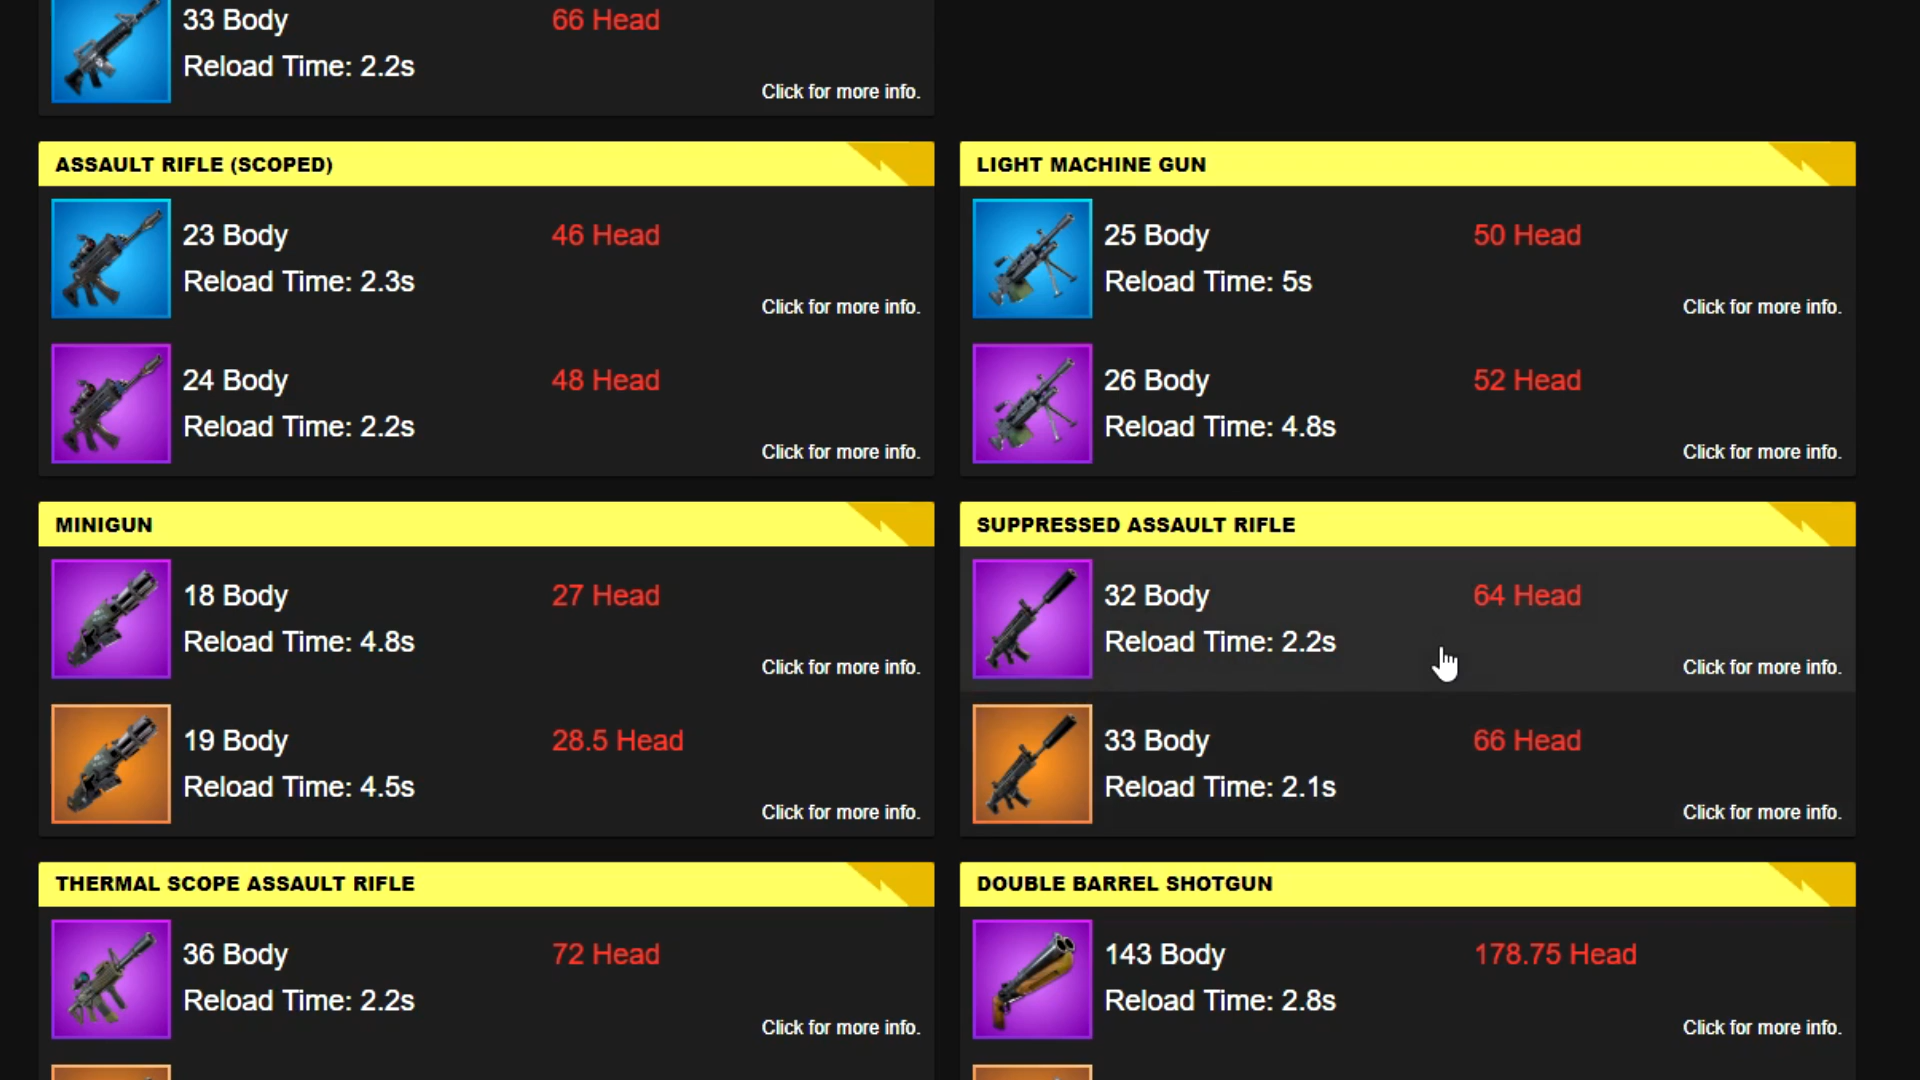 33 Body
66 Head
Reload Time: 2.2s
Click for more info.
ASSAULT RIFLE (SCOPED)
23 Body
46 Head
Reload Time: 2.3s
Click for more info.
24 Body
48 Head
Reload Time: 2.2s
Click for more info.
LIGHT MACHINE GUN
25 Body
50 Head
Reload Time: 5s
Click for more info.
26 Body
52 Head
Reload Time: 4.8s
Click for more info.
MINIGUN
18 Body
27 Head
Reload Time: 4.8s
Click for more info.
19 Body
28.5 Head
Reload Time: 4.5s
Click for more info.
SUPPRESSED ASSAULT RIFLE
32 Body
64 Head
Reload Time: 2.2s
Click for more info.
33 Body
66 Head
Reload Time: 2.1s
Click for more info.
THERMAL SCOPE ASSAULT RIFLE
36 Body
72 Head
Reload Time: 2.2s
Click for more info.
DOUBLE BARREL SHOTGUN
143 Body
178.75 Head
Reload Time: 2.8s
Click for more info.